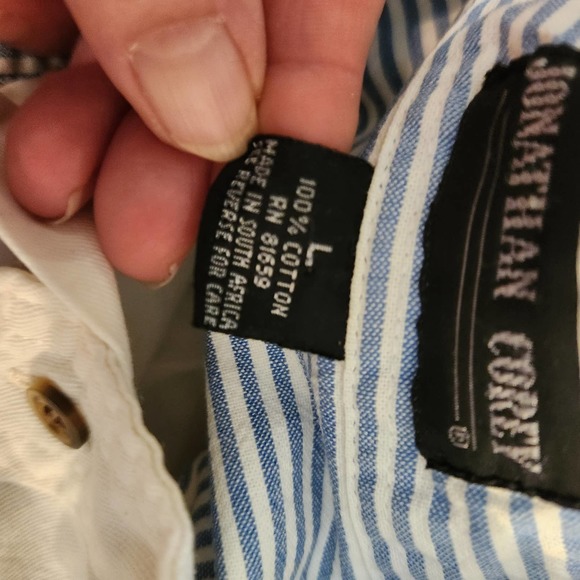 L
100% COTTON
RN 81659
MADE IN SOUTH AFRICA
SEE REVERSE FOR CARE
JONATHAN COREY